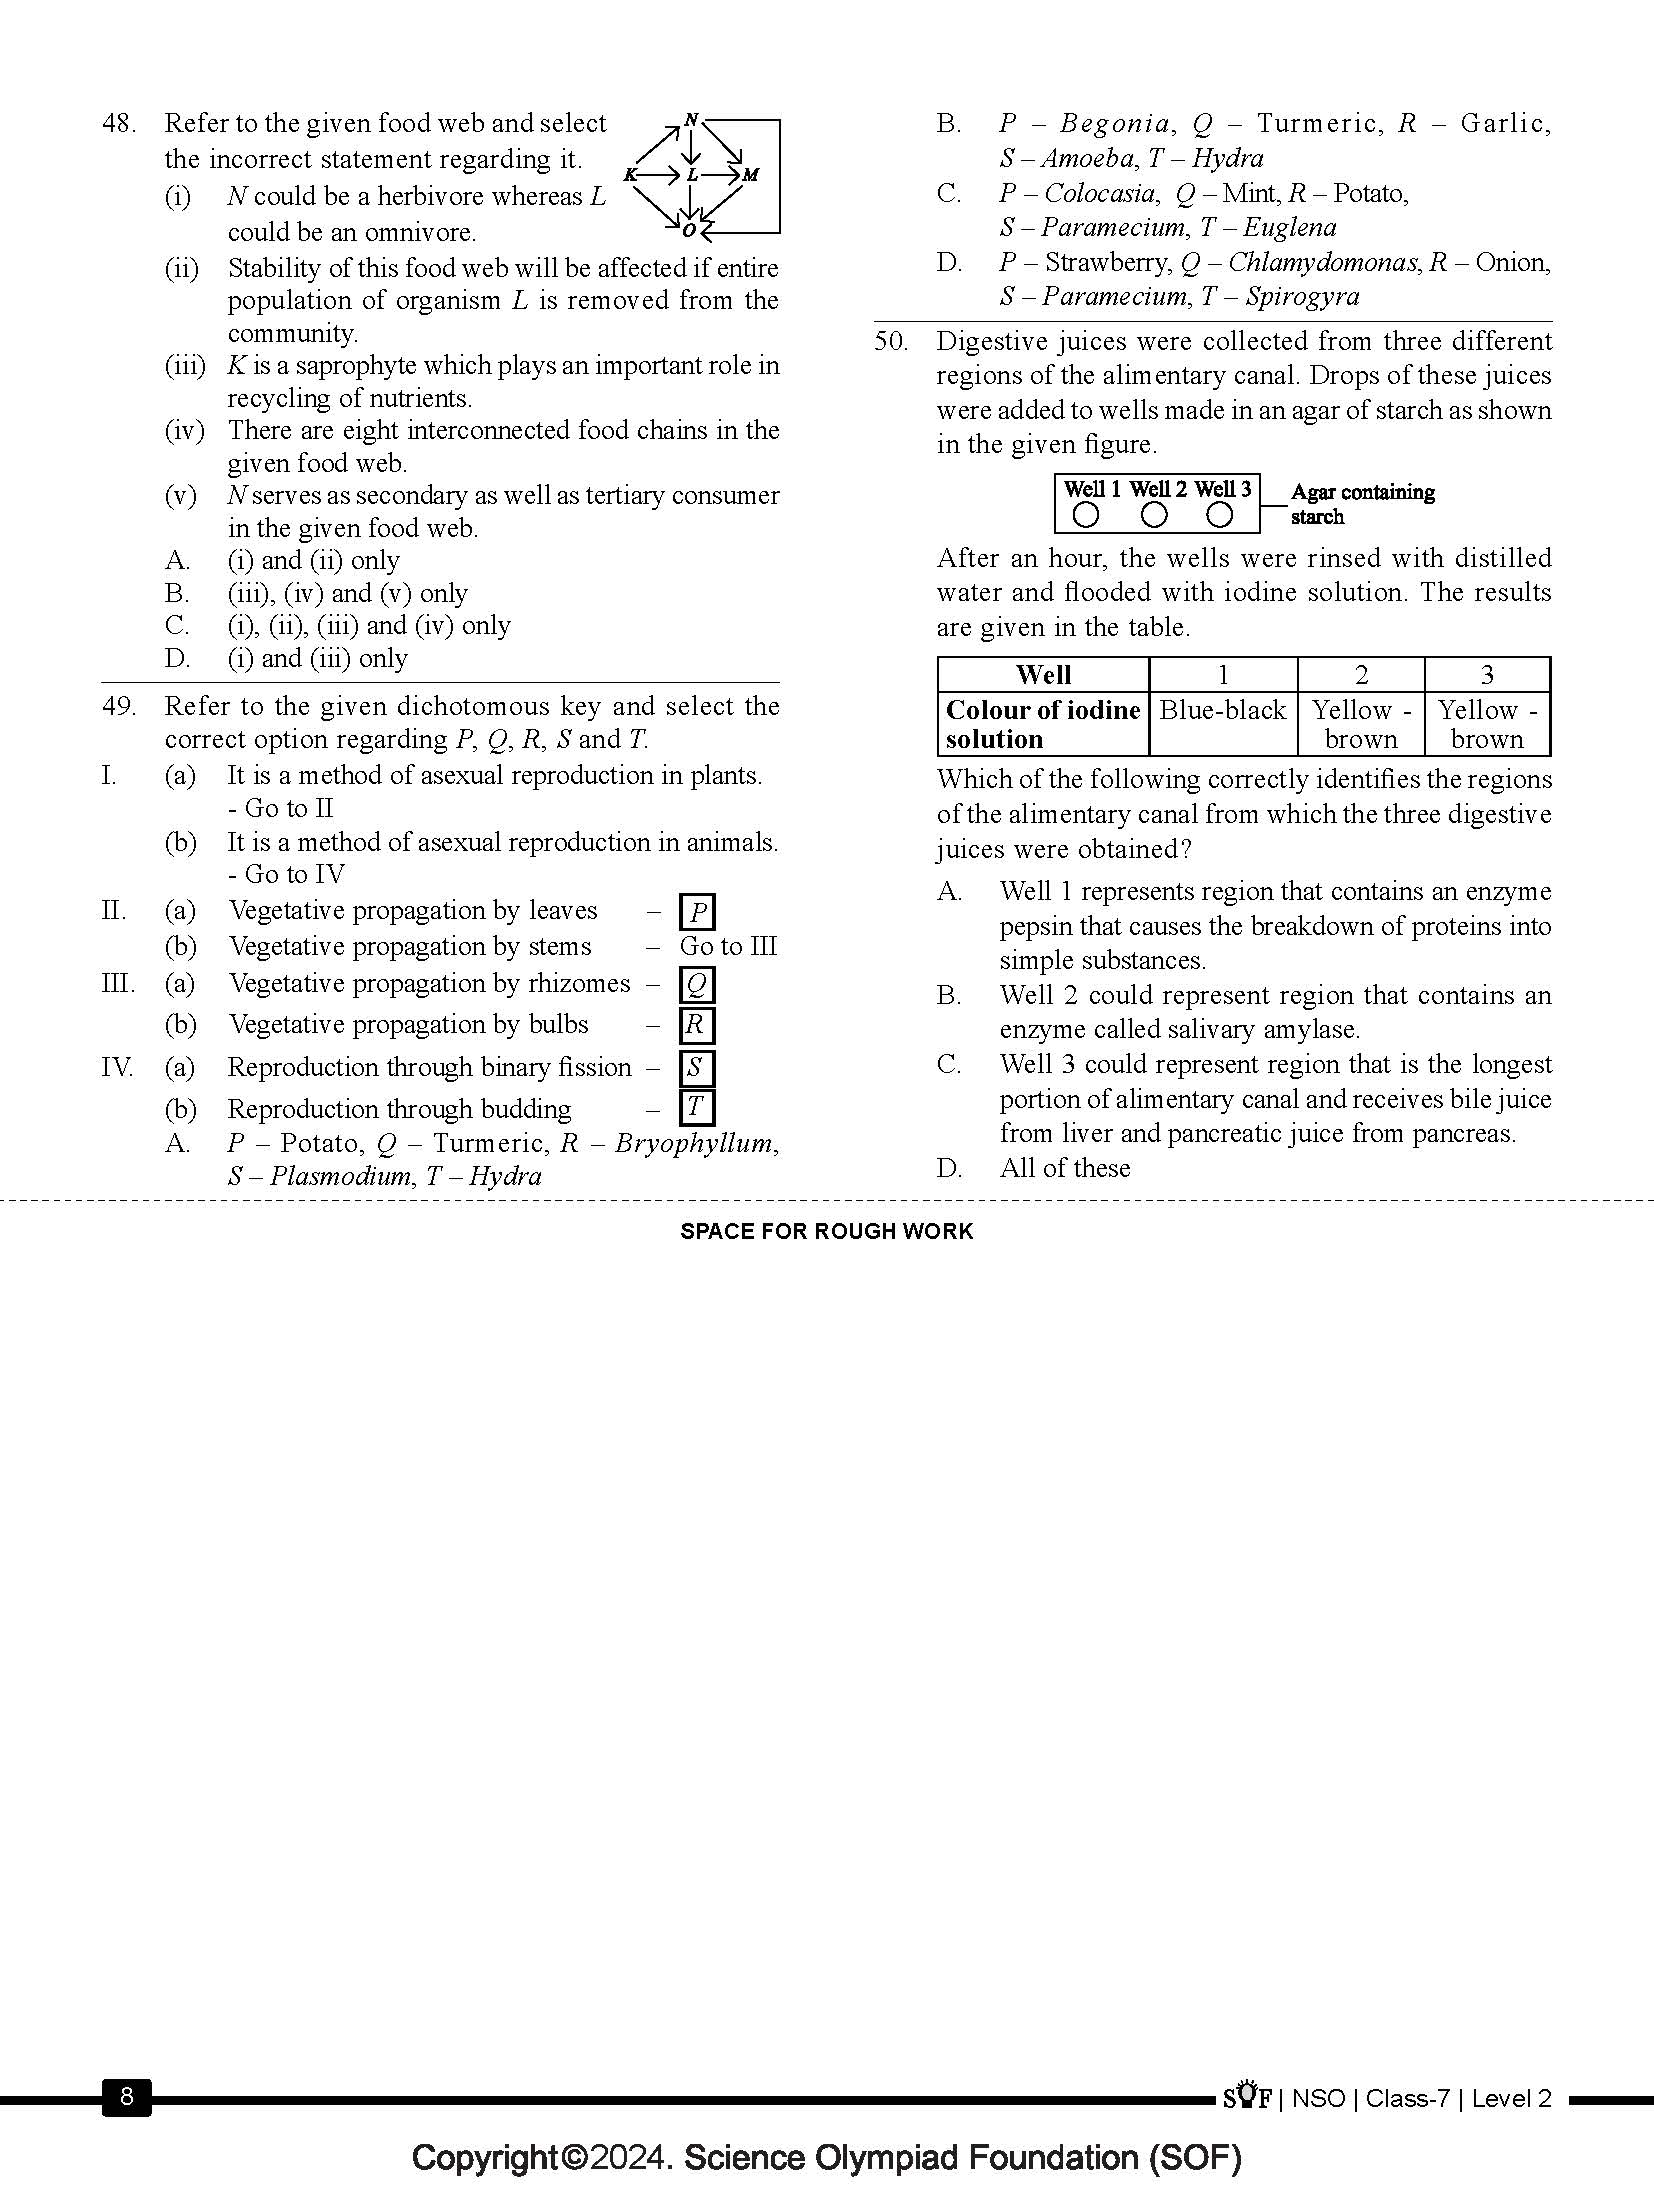 48. Refer to the given food web and select
the incorrect statement regarding it.
(i) N could be a herbivore whereas L
could be an omnivore.
N
K
L
M
O
(ii) Stability of this food web will be affected if entire
population of organism L is removed from the
community.
(iii) K is a saprophyte which plays an important role in
recycling of nutrients.
(iv) There are eight interconnected food chains in the
given food web.
(v) N serves as secondary as well as tertiary consumer
in the given food web.
A. (i) and (ii) only
B. (iii), (iv) and (v) only
C. (i), (ii), (iii) and (iv) only
D. (i) and (iii) only
49. Refer to the given dichotomous key and select the
correct option regarding P, Q, R, S and T.
I. (a) It is a method of asexual reproduction in plants.
- Go to II
(b) It is a method of asexual reproduction in animals.
- Go to IV
II. (a) Vegetative propagation by leaves – P
(b) Vegetative propagation by stems – Go to III
III. (a) Vegetative propagation by rhizomes – Q
(b) Vegetative propagation by bulbs – R
IV. (a) Reproduction through binary fission – S
(b) Reproduction through budding – T
A. P – Potato, Q – Turmeric, R – Bryophyllum,
S – Plasmodium, T – Hydra
B. P – Begonia, Q – Turmeric, R – Garlic,
S – Amoeba, T – Hydra
C. P – Colocasia, Q – Mint, R – Potato,
S – Paramecium, T – Euglena
D. P – Strawberry, Q – Chlamydomonas, R – Onion,
S – Paramecium, T – Spirogyra
50. Digestive juices were collected from three different
regions of the alimentary canal. Drops of these juices
were added to wells made in an agar of starch as shown
in the given figure.
Well 1 Well 2 Well 3
Agar containing
starch
After an hour, the wells were rinsed with distilled
water and flooded with iodine solution. The results
are given in the table.
Well 1 2 3
Colour of iodine Blue-black Yellow - Yellow -
solution brown brown
Which of the following correctly identifies the regions
of the alimentary canal from which the three digestive
juices were obtained?
A. Well 1 represents region that contains an enzyme
pepsin that causes the breakdown of proteins into
simple substances.
B. Well 2 could represent region that contains an
enzyme called salivary amylase.
C. Well 3 could represent region that is the longest
portion of alimentary canal and receives bile juice
from liver and pancreatic juice from pancreas.
D. All of these
SPACE FOR ROUGH WORK
8
SOF | NSO | Class-7 | Level 2
Copyright©2024. Science Olympiad Foundation (SOF)